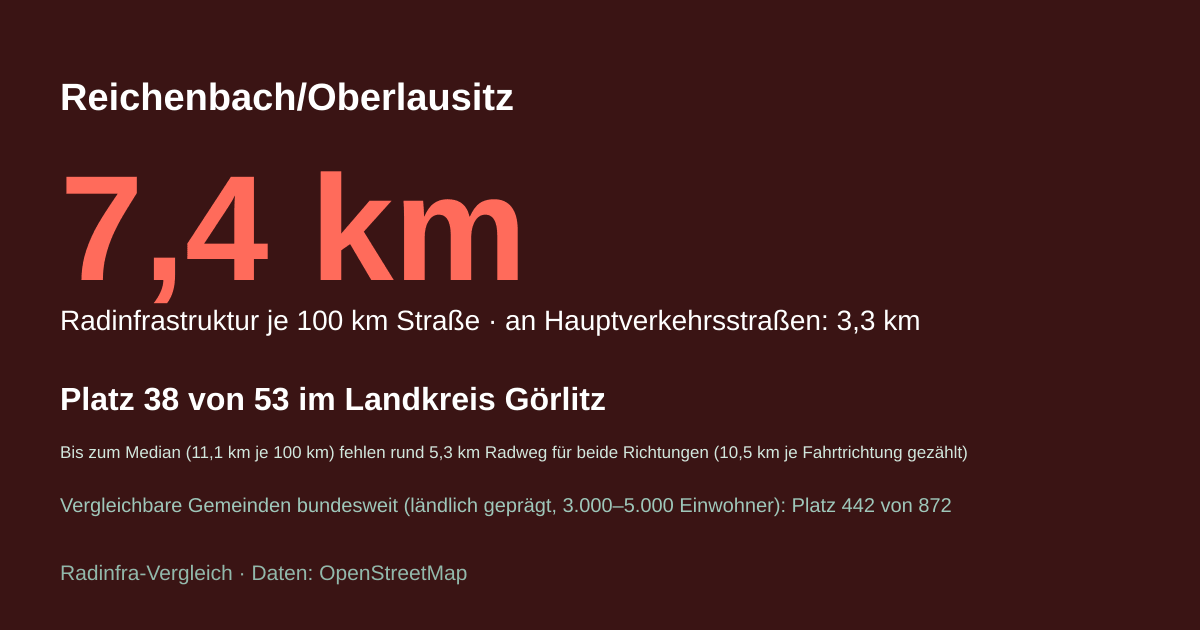 Reichenbach/Oberlausitz
7,4 km
Radinfrastruktur je 100 km Straße · an Hauptverkehrsstraßen: 3,3 km
Platz 38 von 53 im Landkreis Görlitz
Bis zum Median (11,1 km je 100 km) fehlen rund 5,3 km Radweg für beide Richtungen (10,5 km je Fahrtrichtung gezählt)
Vergleichbare Gemeinden bundesweit (ländlich geprägt, 3.000–5.000 Einwohner): Platz 442 von 872
Radinfra-Vergleich · Daten: OpenStreetMap